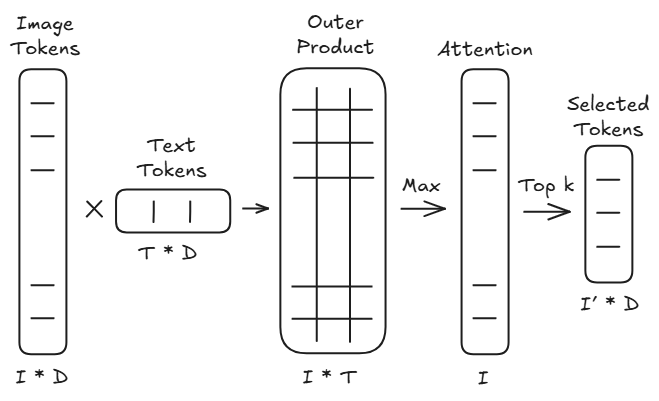 Image
Tokens
I * D
×
Text
Tokens
T * D
Outer
Product
I * T
Max
Attention
I
Top k
Selected
Tokens
I' * D